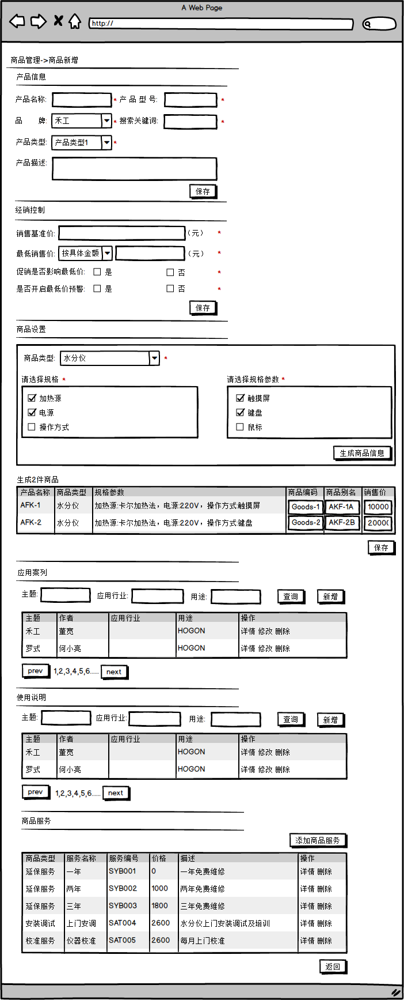 A Web Page
http://
商品管理->商品新增
产品信息
产品名称: * 产 品 型 号: *
品 牌 禾工 * 搜索关键词: *
产品类型: 产品类型1 *
产品描述:
保存
经销控制
销售基准价: (元) *
最低销售价: 按具体金额 (元) *
促销是否影响最低价: 是 否 *
是否开启最低价预警: 是 否 *
保存
商品设置
商品类型: 水分仪 *
请选择规格 * 请选择规格参数 *
加热源 触摸屏
电源 键盘
操作方式 鼠标
生成商品信息
生成2件商品
产品名称 商品类型 规格参数 商品编码 商品别名 销售价
AFK-1 水分仪 加热源:卡尔加热法，电源:220V，操作方式:触摸屏 Goods-1 AKF-1A 10000
AFK-2 水分仪 加热源:卡尔加热法，电源:220V，操作方式:键盘 Goods-2 AKF-2B 2000(
保存
应用案列
主题: 应用行业: 用途: 查询 新增
主题 作者 应用行业 用途 操作
禾工 董宽 HOGON 详情 修改 删除
罗式 何小亮 HOGON 详情 修改 删除
prev 1,2,3,4,5,6...... next
使用说明
主题: 应用行业: 用途: 查询 新增
主题 作者 应用行业 用途 操作
禾工 董宽 HOGON 详情 修改 删除
罗式 何小亮 HOGON 详情 修改 删除
prev 1,2,3,4,5,6...... next
商品服务
添加商品服务
商品类型 服务名称 服务编号 价格 描述 操作
延保服务 一年 SYB001 0 一年免费维修 详情 删除
延保服务 两年 SYB002 1000 两年免费维修 详情 删除
延保服务 三年 SYB003 1800 三年免费维修 详情 删除
安装调试 上门安调 SAT004 2600 水分仪上门安装调试及培训 详情 删除
校准服务 仪器校准 SAT005 2600 每月上门校准 详情 删除
返回